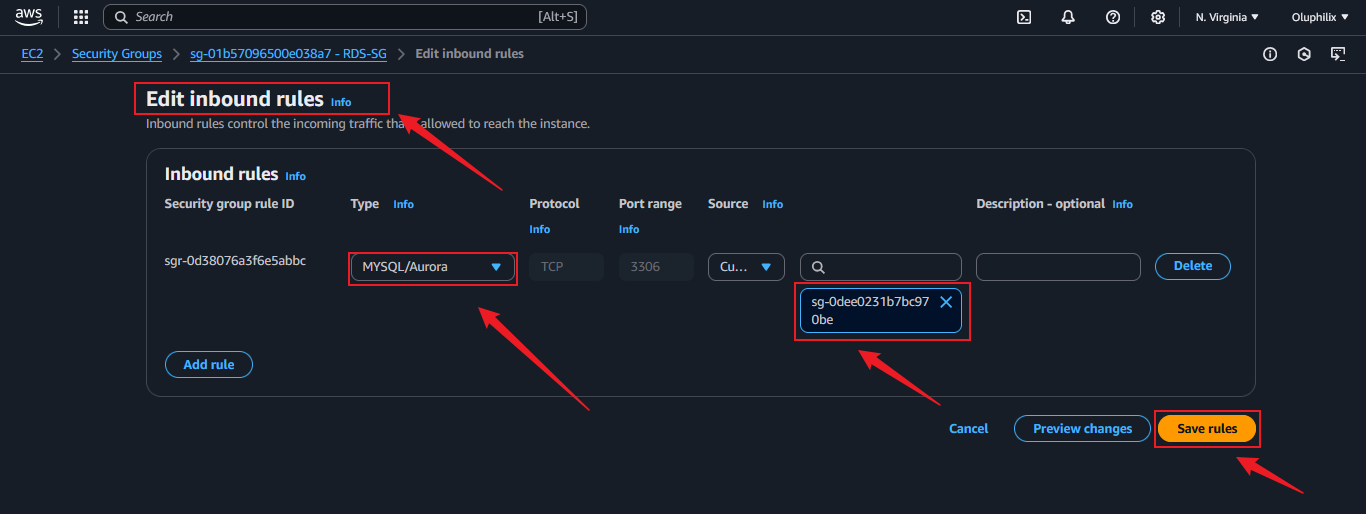 aws
Search
[Alt+S]
N. Virginia
Oluphilix
EC2
Security Groups
sg-01b57096500e038a7 - RDS-SG
Edit inbound rules
Edit inbound rules Info
Inbound rules control the incoming traffic tha allowed to reach the instance.
Inbound rules Info
Security group rule ID
Type Info
Protocol
Info
Port range
Info
Source Info
Description - optional Info
sgr-0d38076a3f6e5abbc
MYSQL/Aurora
TCP
3306
Cu...
Delete
sg-0dee0231b7bc97
0be
Add rule
Cancel
Preview changes
Save rules